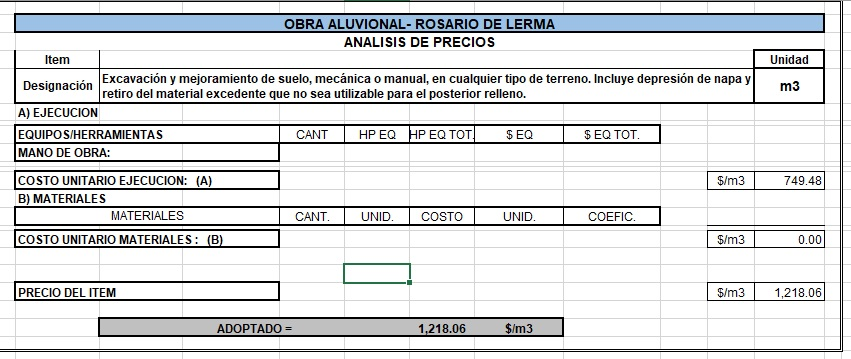 OBRA ALUVIONAL- ROSARIO DE LERMA
ANALISIS DE PRECIOS
Item Unidad
Designación Excavación y mejoramiento de suelo, mecánica o manual, en cualquier tipo de terreno. Incluye depresión de napa y m3
retiro del material excedente que no sea utilizable para el posterior relleno.
A) EJECUCION
EQUIPOS/HERRAMIENTAS CANT HP EQ HP EQ TOT. $ EQ $ EQ TOT.
MANO DE OBRA:
COSTO UNITARIO EJECUCION: (A) $/m3 749.48
B) MATERIALES
MATERIALES CANT. UNID. COSTO UNID. COEFIC.
COSTO UNITARIO MATERIALES : (B) $/m3 0.00
PRECIO DEL ITEM $/m3 1,218.06
ADOPTADO = 1,218.06 $/m3